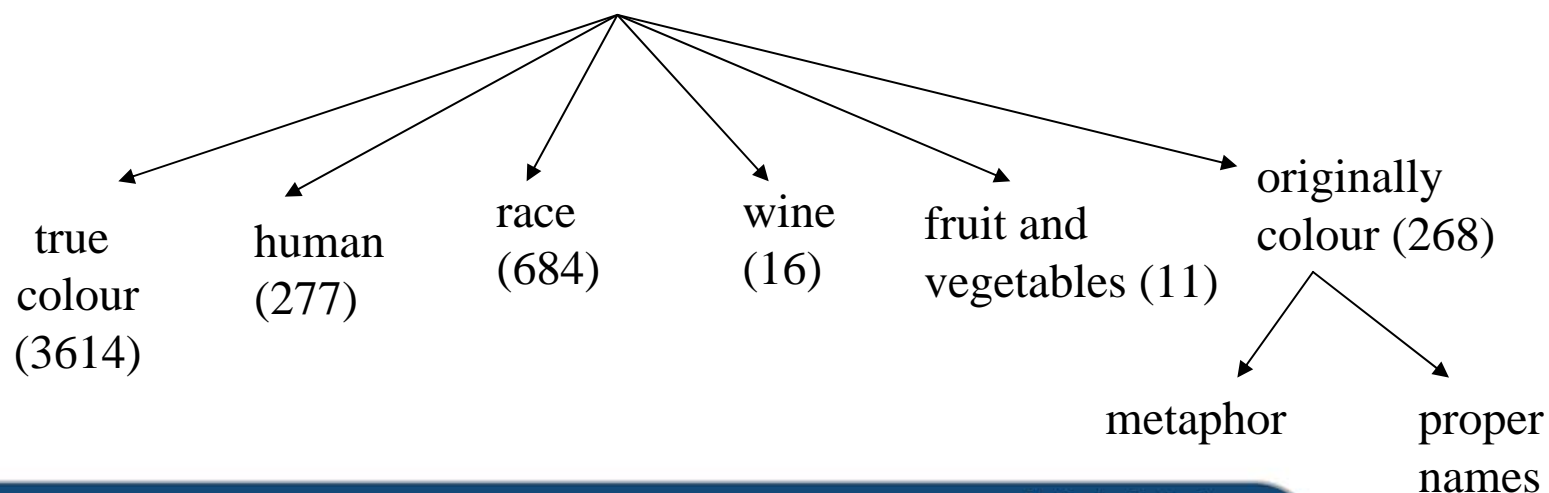 true
colour
(3614)
human
(277)
race
(684)
wine
(16)
fruit and
vegetables (11)
originally
colour (268)
metaphor
proper
names